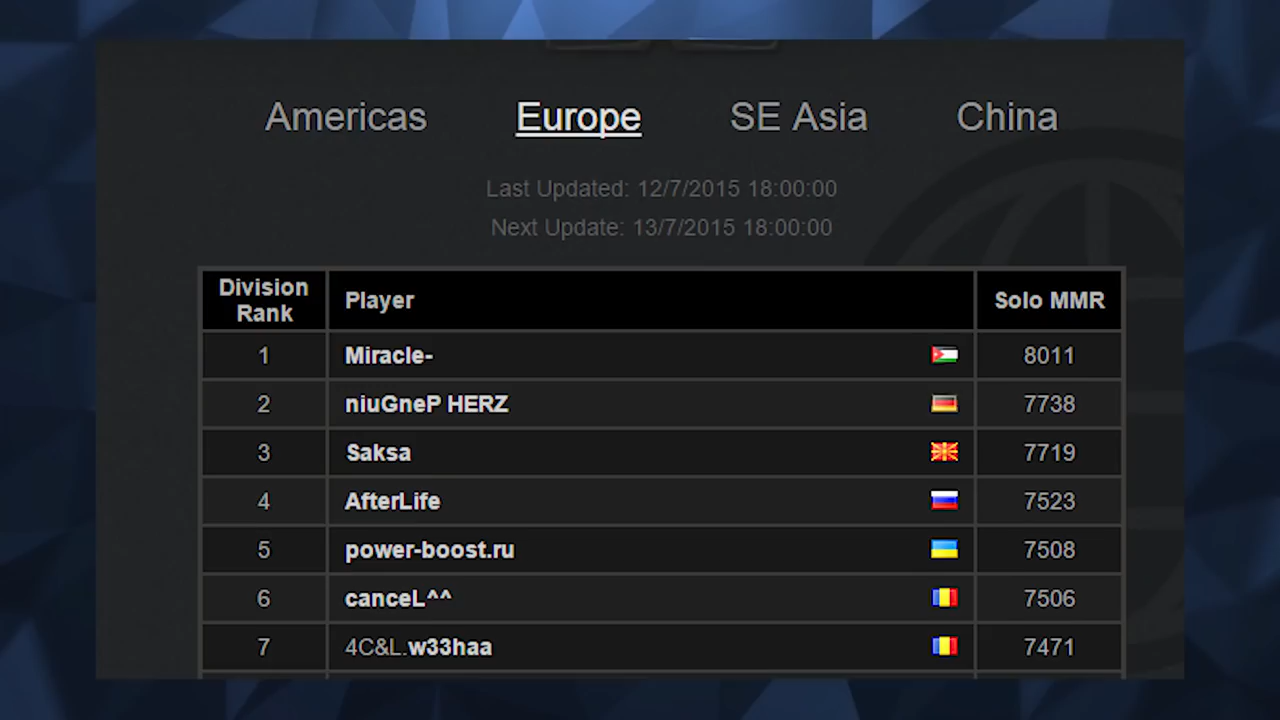 Americas Europe SE Asia China
Last Updated: 12/7/2015 18:00:00
Next Update: 13/7/2015 18:00:00
Division Rank Player Solo MMR
1 Miracle- 8011
2 niuGneP HERZ 7738
3 Saksa 7719
4 AfterLife 7523
5 power-boost.ru 7508
6 canceL^^ 7506
7 4C&L.w33haa 7471